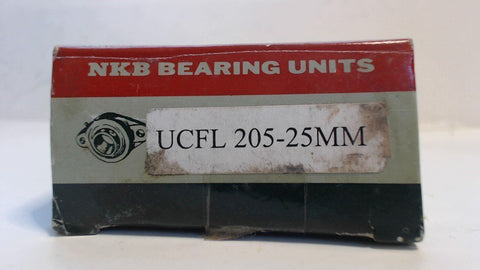 NKB BEARING UNITS
UCFL 205-25MM